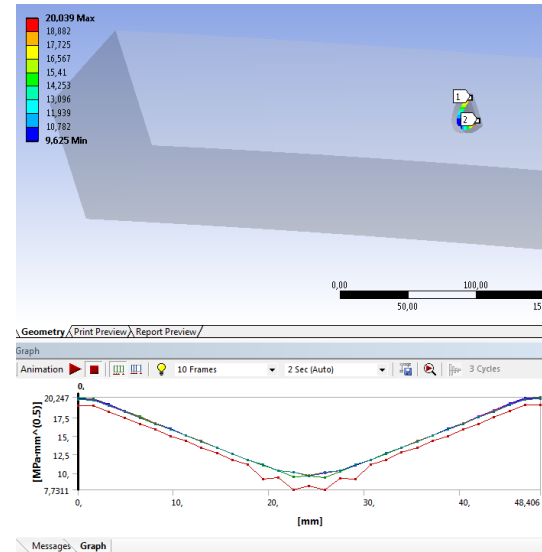 20,039 Max
18,882
17,725
16,567
15,41
14,253
13,096
11,939
10,782
9,625 Min
1
2
0,00 100,00
50,00 15
Geometry Print Preview Report Preview
Graph
Animation 10 Frames 2 Sec (Auto) 3 Cycles
0,
20,247
17,5
15,
12,5
10,
7,7311
[MPa·mm^(0.5)]
0, 10, 20, 30, 40, 48,406
[mm]
Messages Graph